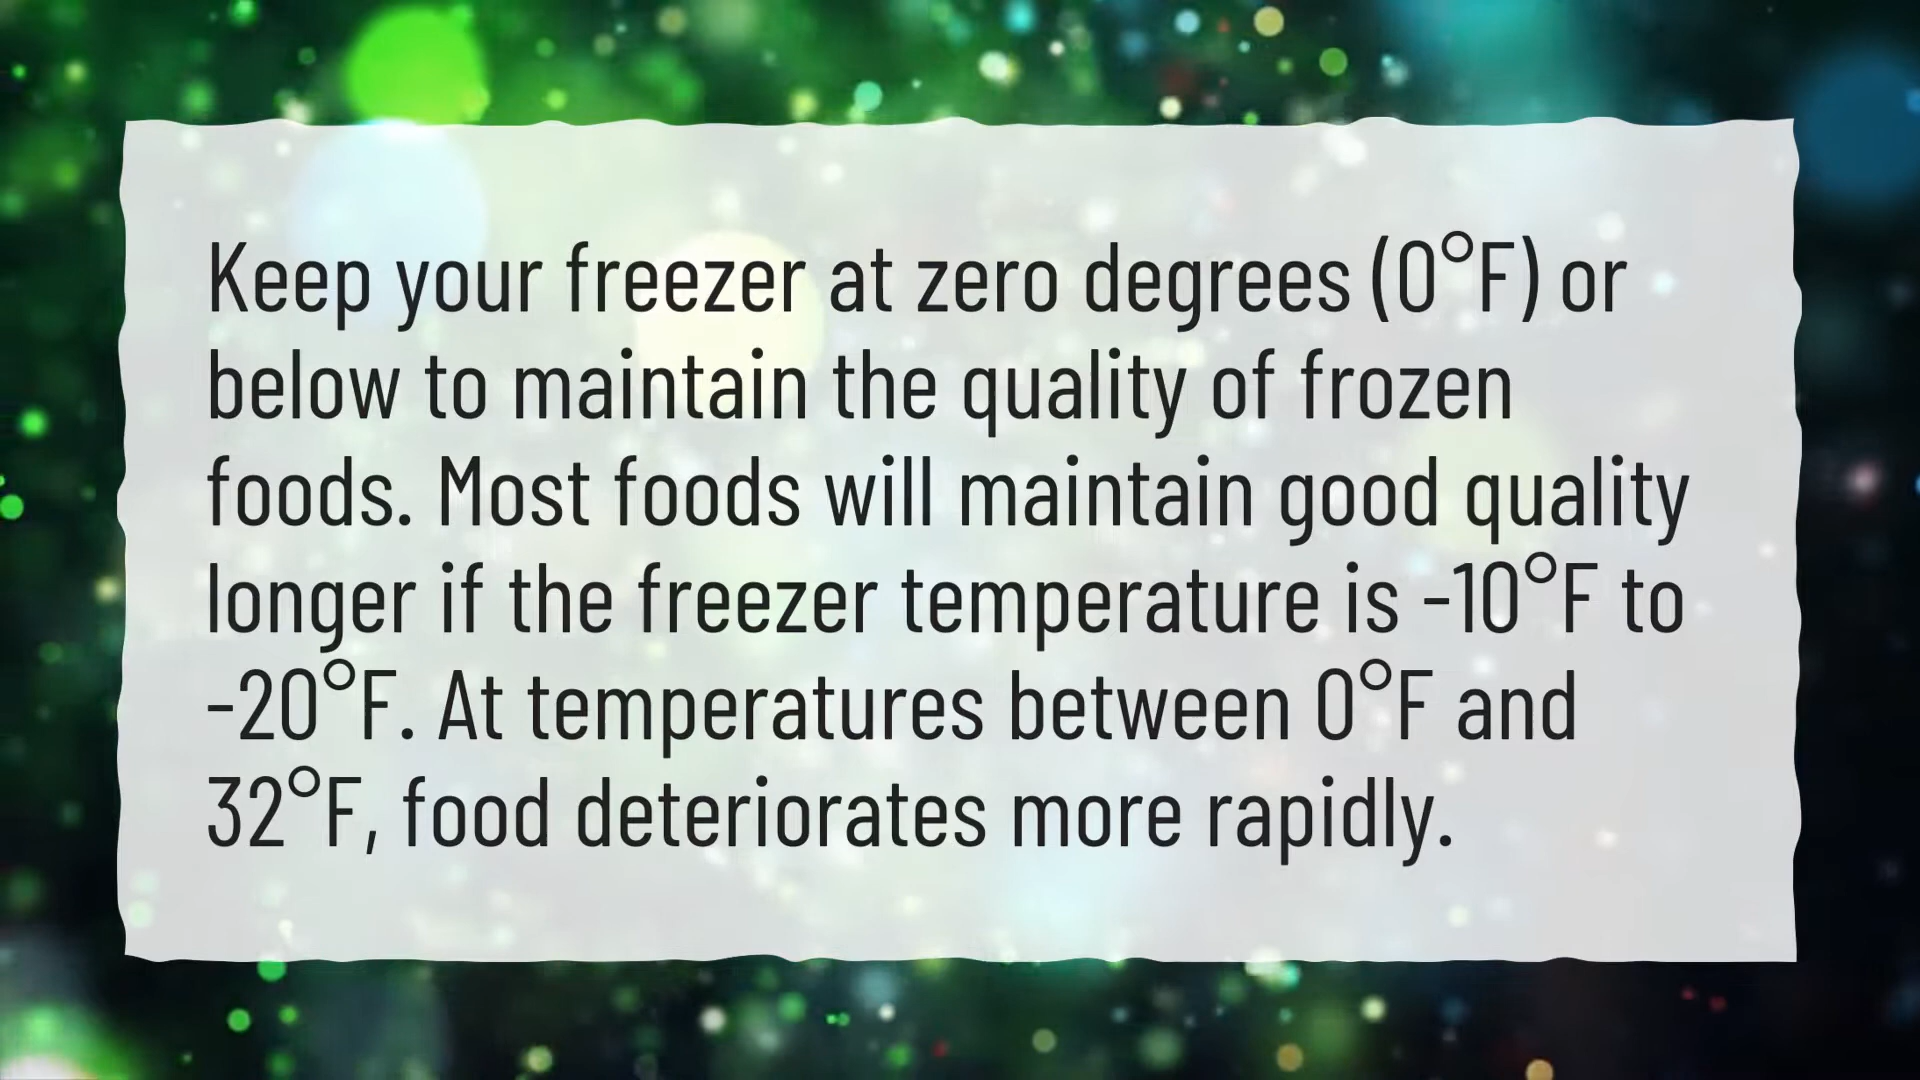 Keep your freezer at zero degrees (0°F) or
below to maintain the quality of frozen
foods. Most foods will maintain good quality
longer if the freezer temperature is -10°F to
-20°F. At temperatures between 0°F and
32°F, food deteriorates more rapidly.